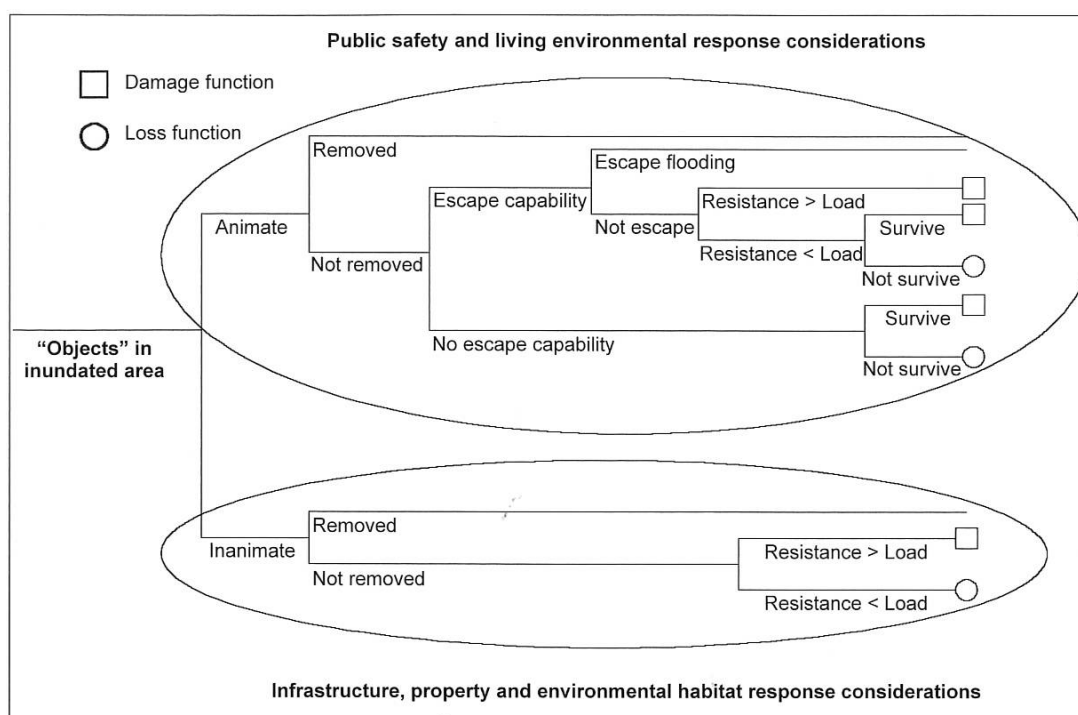 Public safety and living environmental response considerations
Damage function
Loss function
Removed
Escape flooding
Escape capability
Resistance > Load
Animate
Not escape
Survive
Resistance < Load
Not removed
Not survive
Survive
“Objects” in
inundated area
No escape capability
Not survive
Removed
Inanimate
Resistance > Load
Not removed
Resistance < Load
Infrastructure, property and environmental habitat response considerations